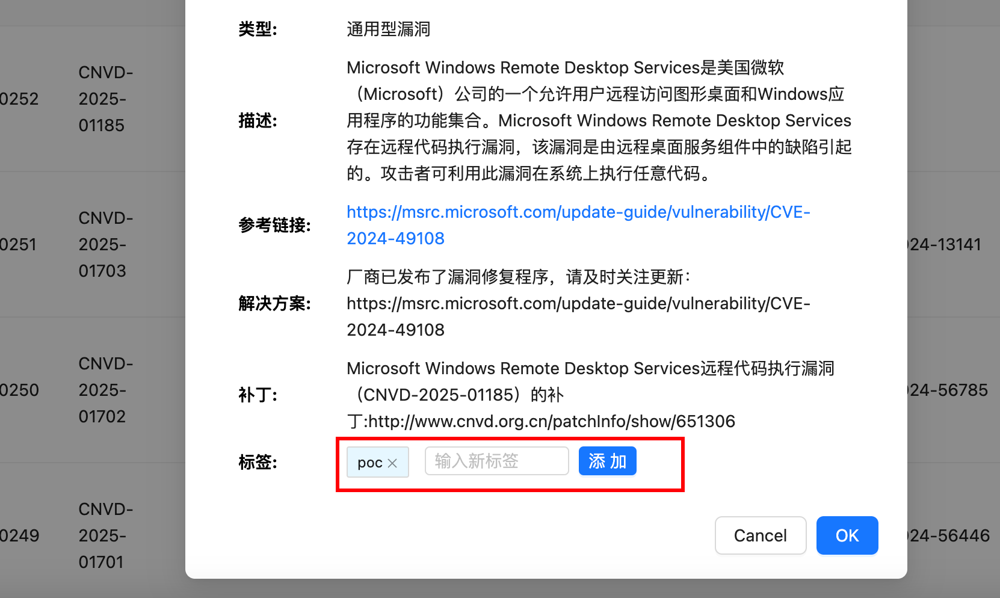 类型:
通用型漏洞
描述:
Microsoft Windows Remote Desktop Services是美国微软
（Microsoft）公司的一个允许用户远程访问图形桌面和Windows应
用程序的功能集合。Microsoft Windows Remote Desktop Services
存在远程代码执行漏洞，该漏洞是由远程桌面服务组件中的缺陷引起
的。攻击者可利用此漏洞在系统上执行任意代码。
参考链接:
https://msrc.microsoft.com/update-guide/vulnerability/CVE-
2024-49108
解决方案:
厂商已发布了漏洞修复程序，请及时关注更新：
https://msrc.microsoft.com/update-guide/vulnerability/CVE-
2024-49108
补丁:
Microsoft Windows Remote Desktop Services远程代码执行漏洞
（CNVD-2025-01185）的补
丁:http://www.cnvd.org.cn/patchInfo/show/651306
标签:
poc
输入新标签
添 加
Cancel
OK
0252
CNVD-
2025-
01185
0251
CNVD-
2025-
01703
24-13141
0250
CNVD-
2025-
01702
24-56785
0249
CNVD-
2025-
01701
24-56446